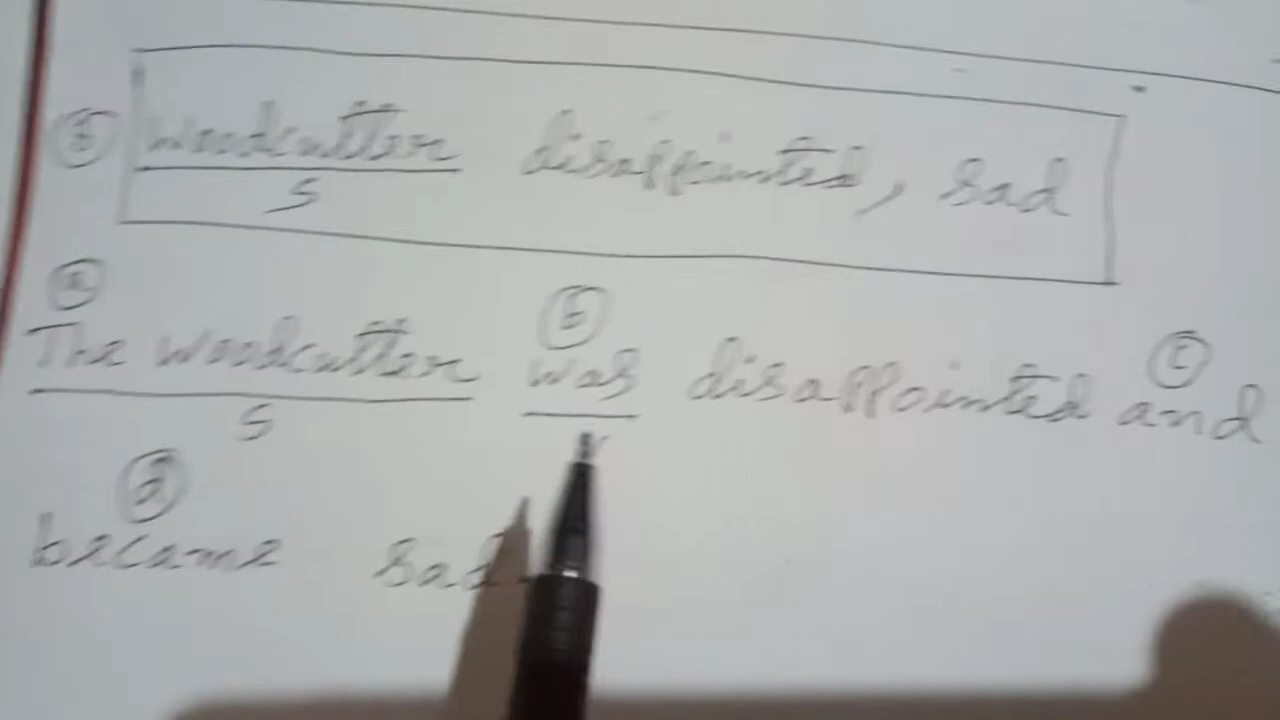 woodcutter disappointed, sad
S
The woodcutter was disappointed and
S
became sad